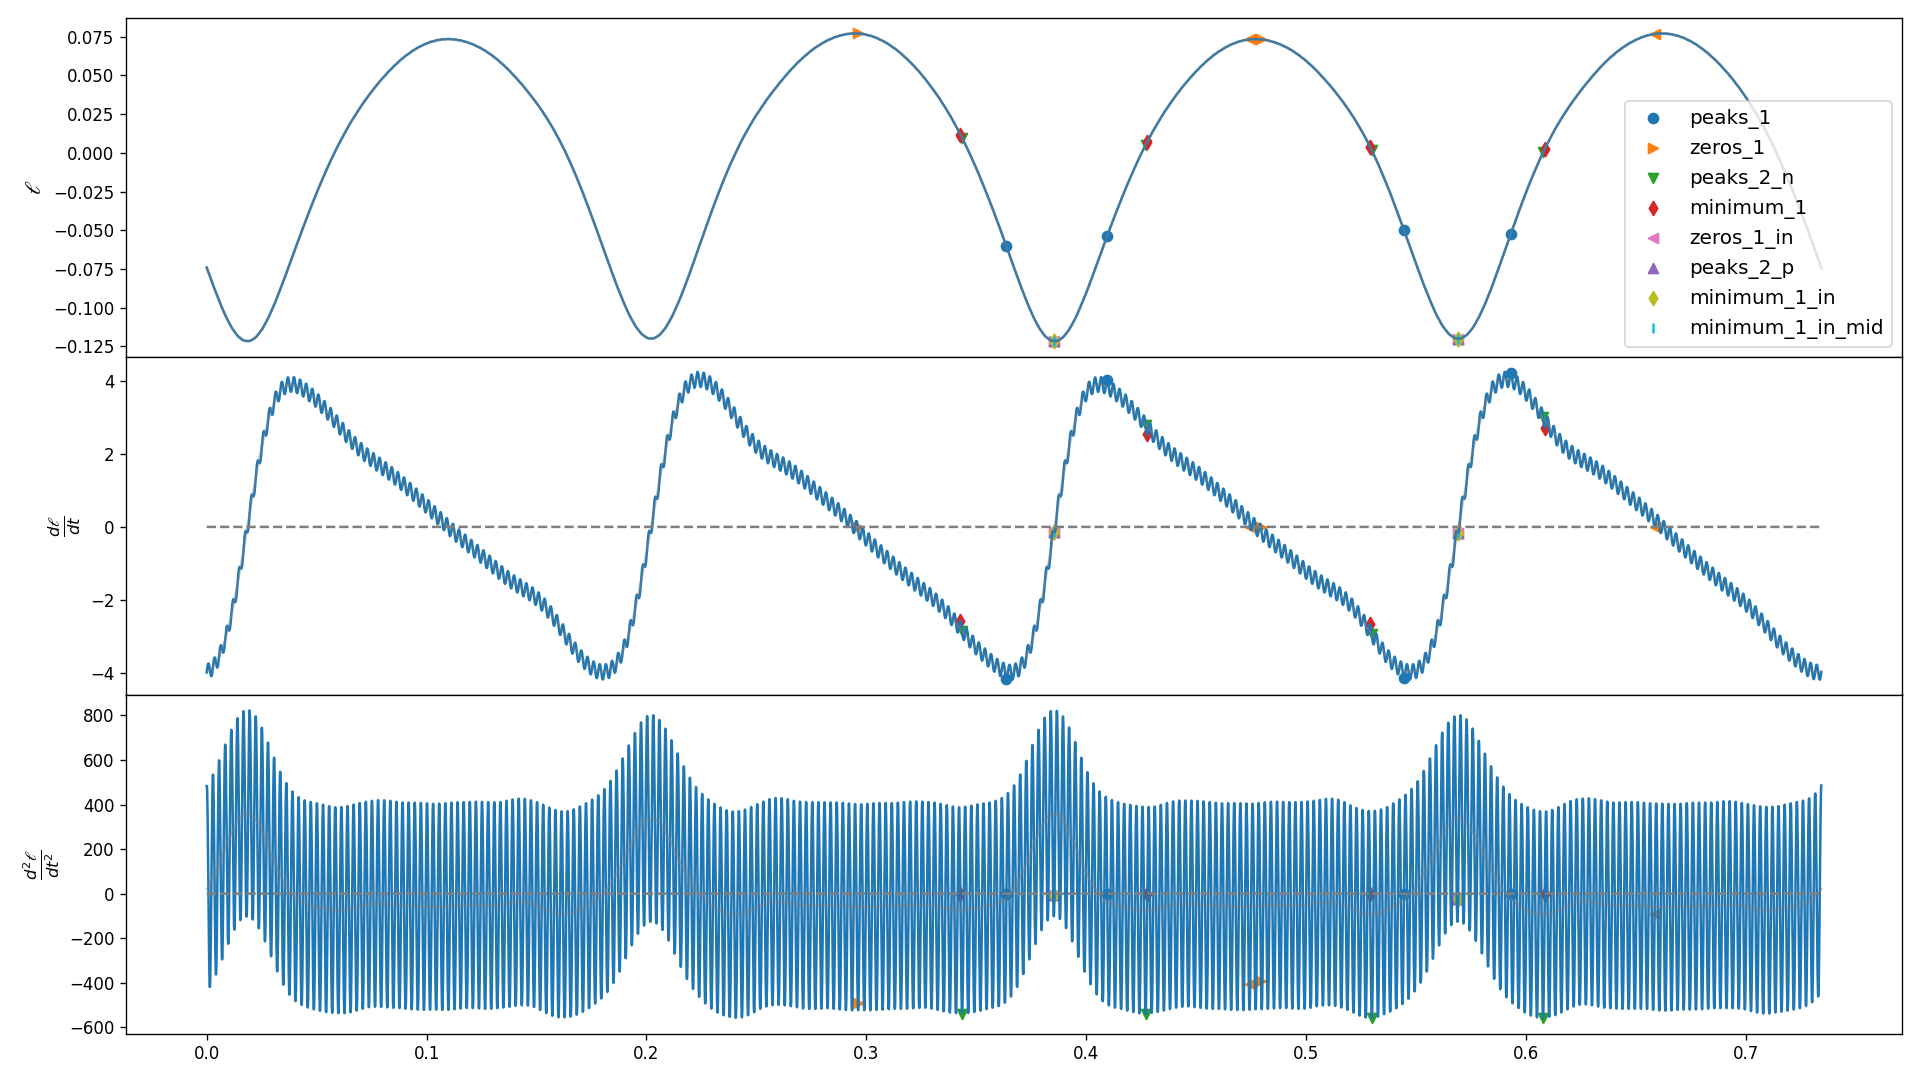 0.075
0.050
0.025
0.000
−0.025
−0.050
−0.075
−0.100
−0.125
ℓ
peaks_1
zeros_1
peaks_2_n
minimum_1
zeros_1_in
peaks_2_p
minimum_1_in
minimum_1_in_mid
4
2
0
−2
−4
dℓ
dt
800
600
400
200
0
−200
−400
−600
d²ℓ
dt²
0.0 0.1 0.2 0.3 0.4 0.5 0.6 0.7